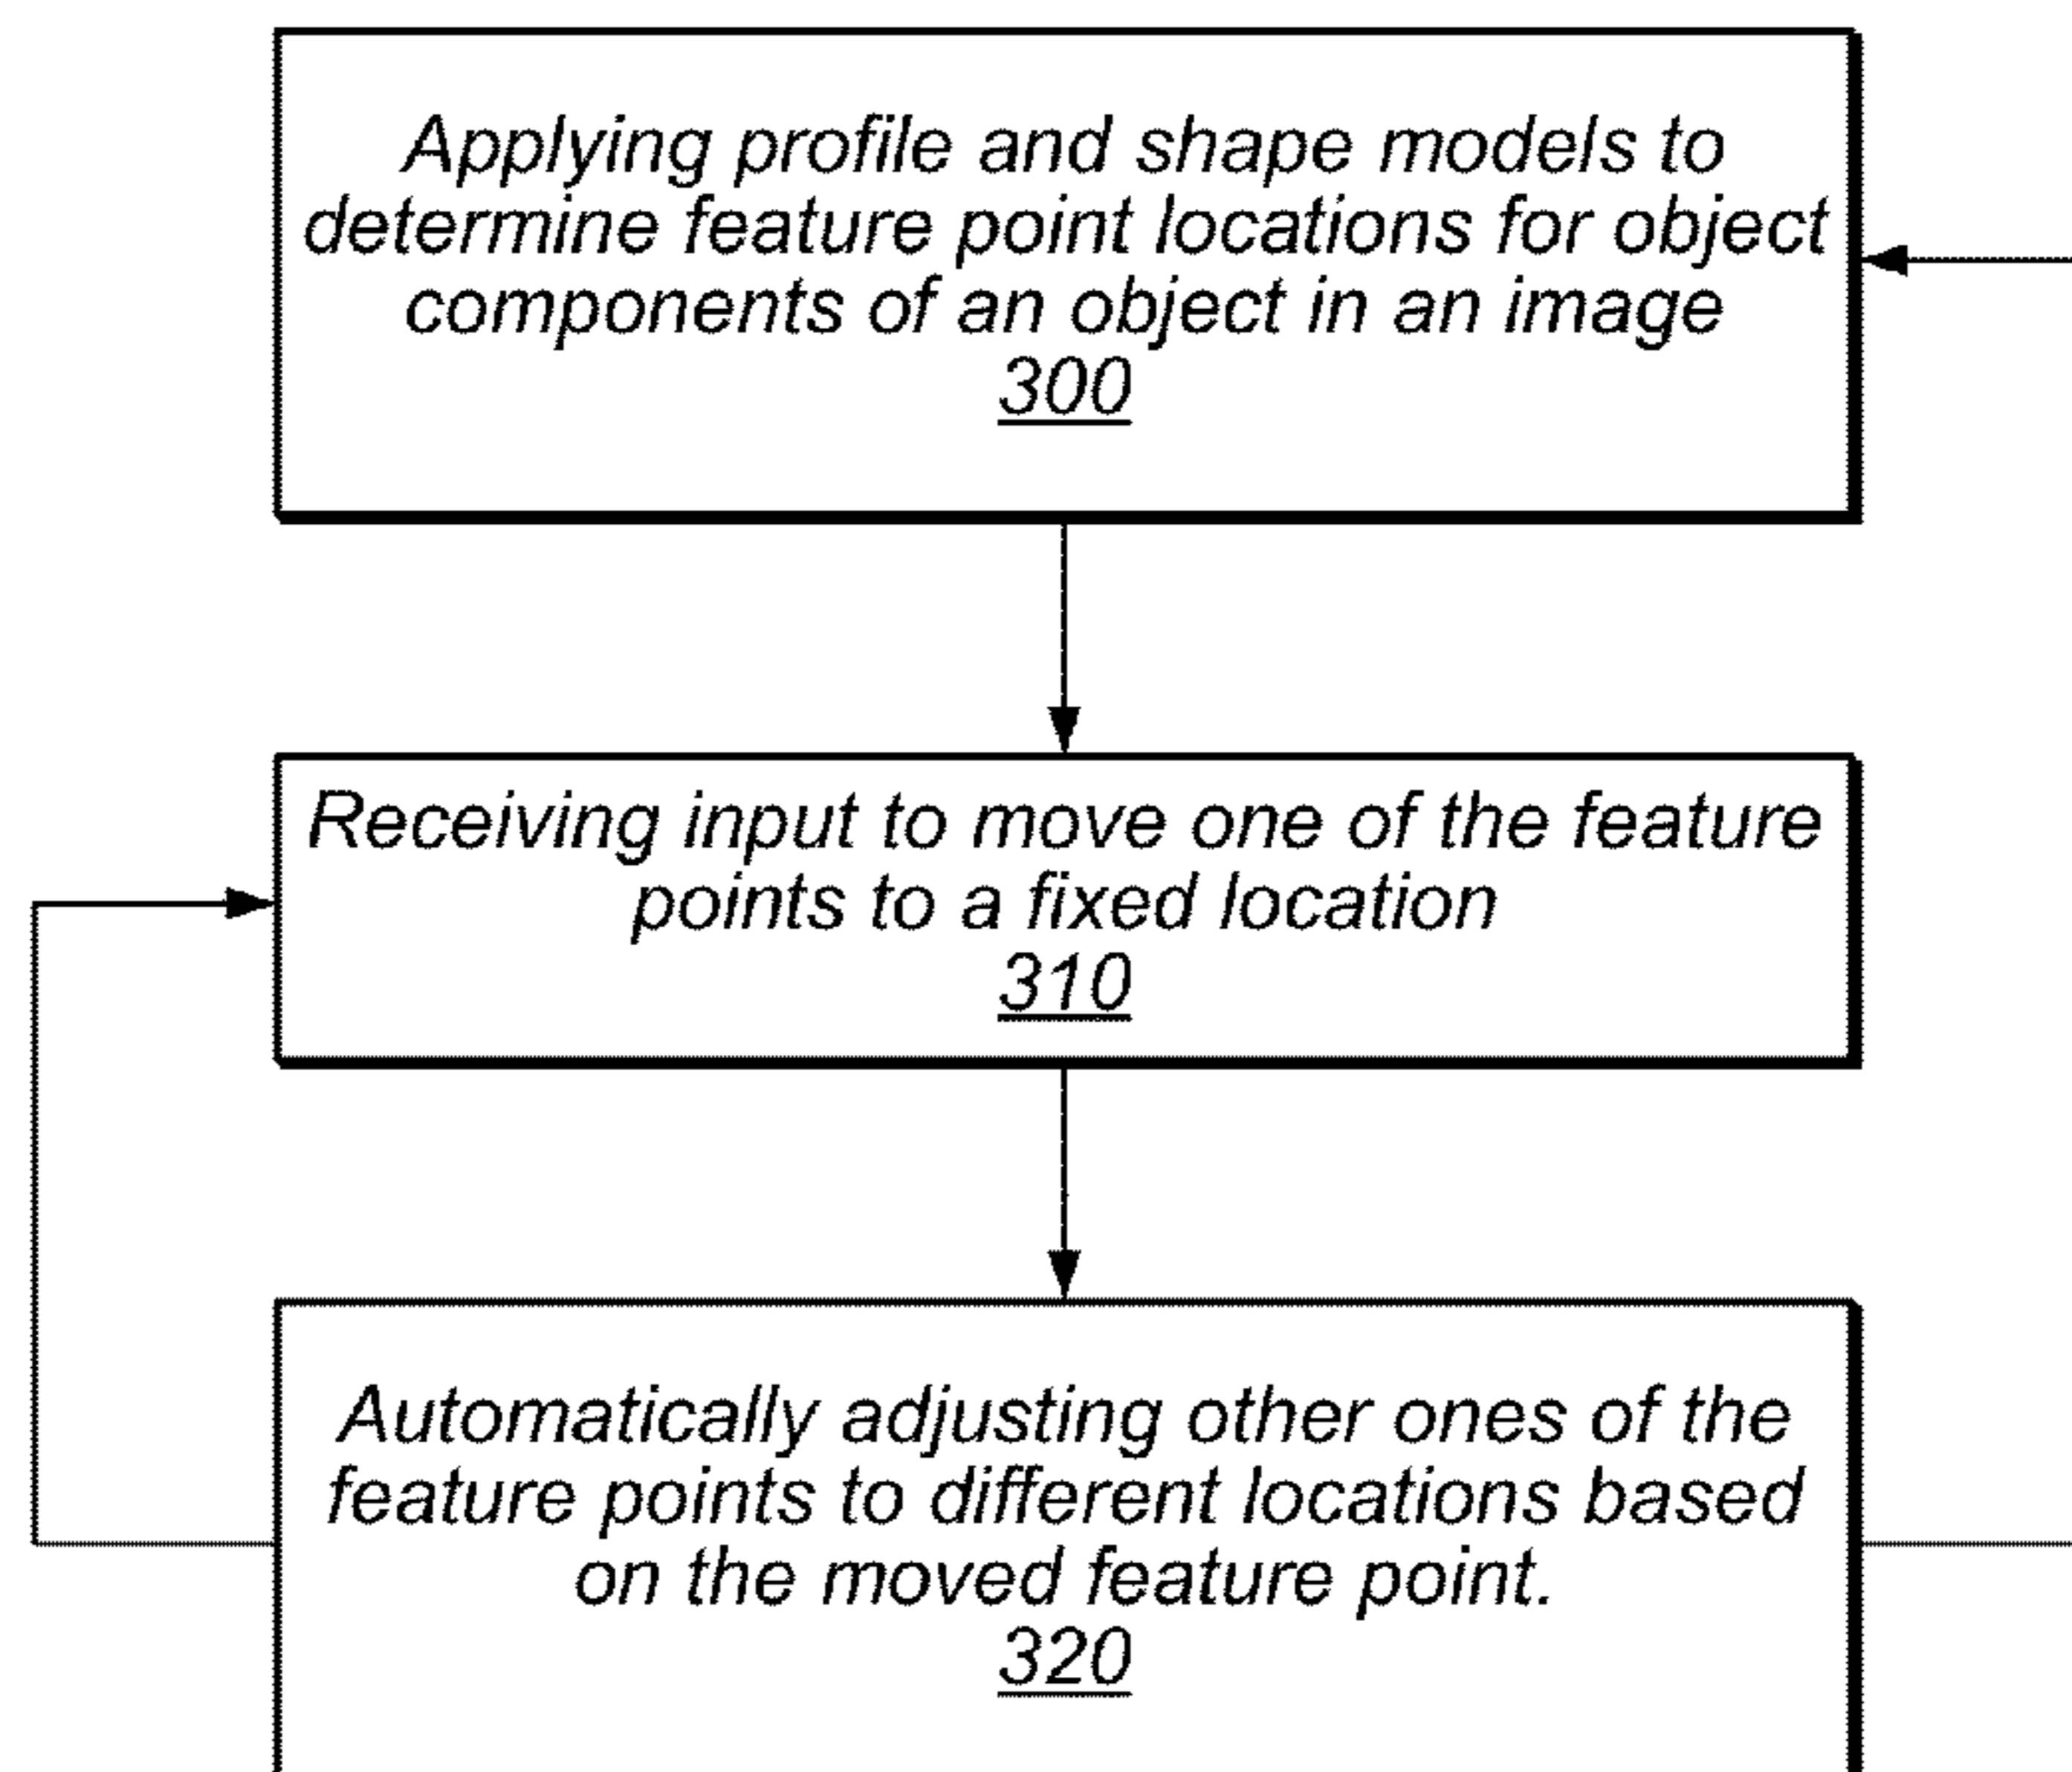 Applying profile and shape models to
determine feature point locations for object
components of an object in an image
300
Receiving input to move one of the feature
points to a fixed location
310
Automatically adjusting other ones of the
feature points to different locations based
on the moved feature point.
320